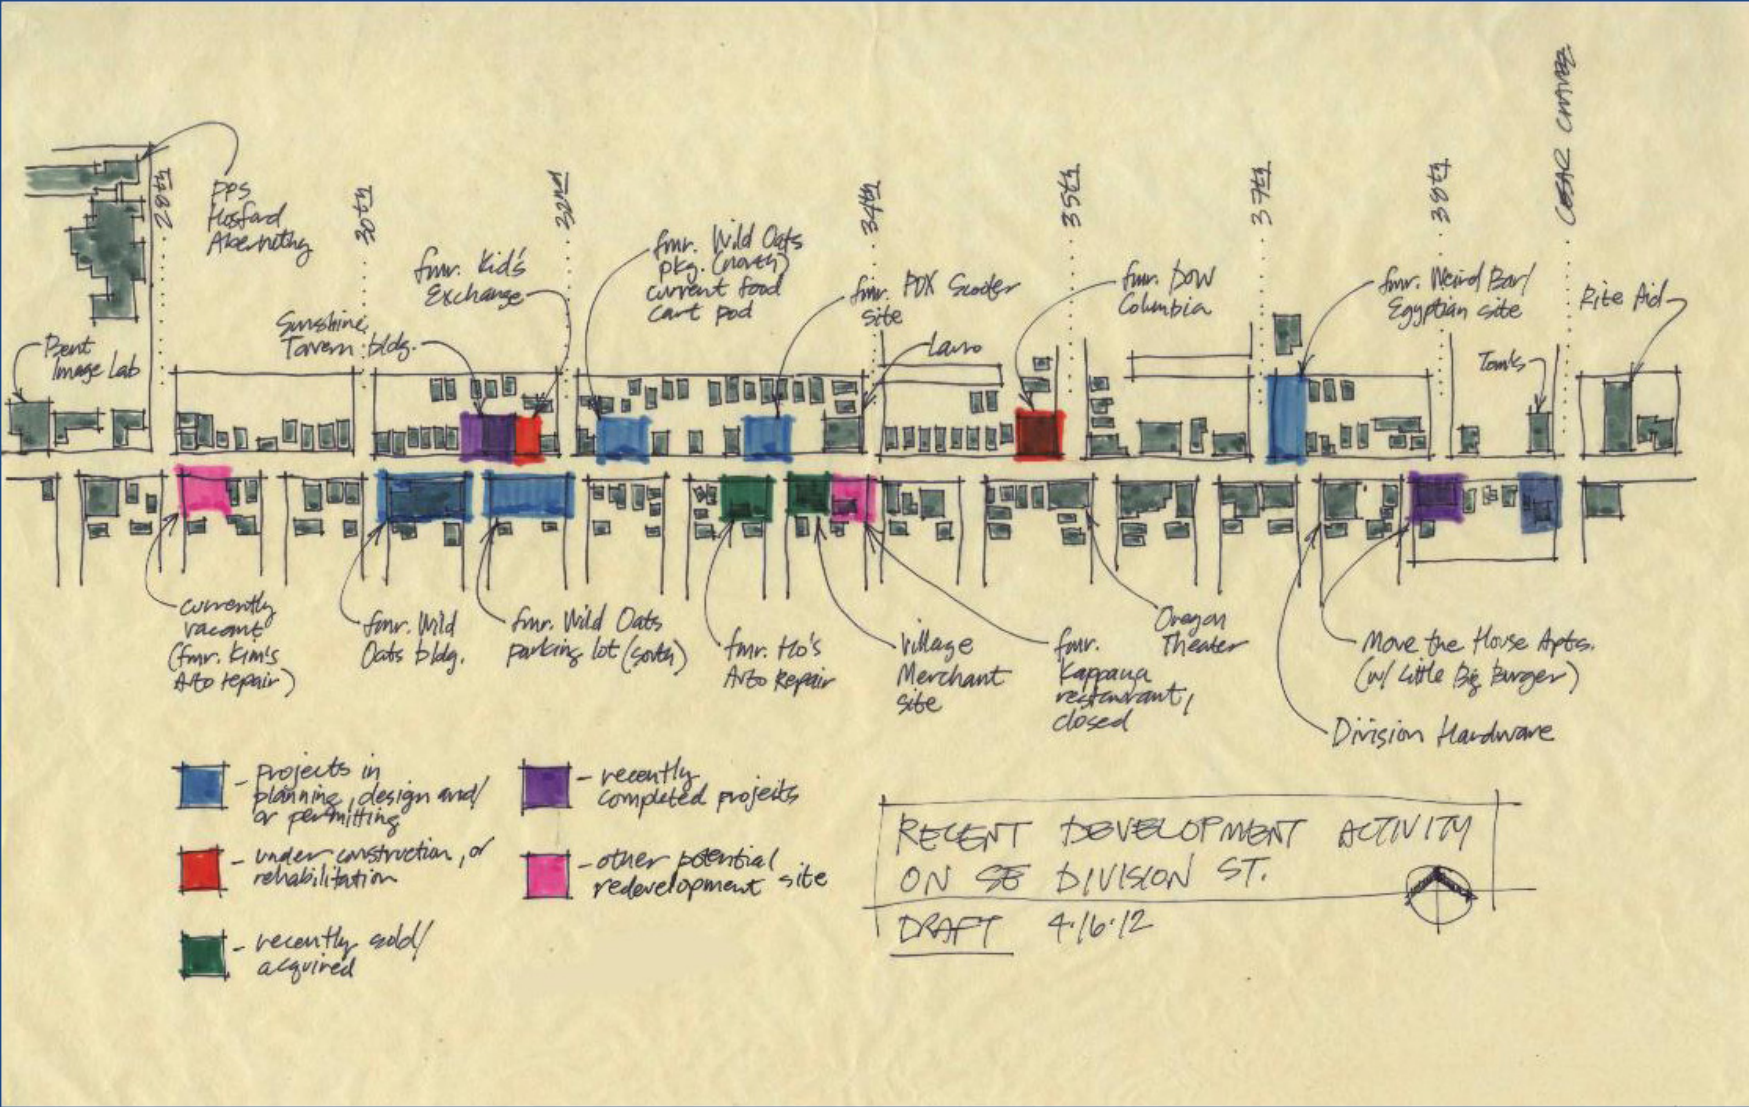 28th
30th
32nd
34th
35th
37th
38th
CESAR CHAVEZ
PPS
Hosford
Abernethy
Bent
Image Lab
Sunshine
Tavern bldg.
fmr. Kid's
Exchange
fmr. Wild Oats
pkg. (north)
current food
cart pod
fmr. PDX Scooter
site
Lauro
fmr. DOW
Columbia
fmr. Weird Bar/
Egyptian site
Tom's
Rite Aid
currently
vacant
(fmr. Kim's
Auto repair)
fmr. Wild
Oats bldg.
fmr. Wild Oats
parking lot (south)
fmr. Ho's
Auto Repair
Village
Merchant
site
fmr.
Kappaya
restaurant,
closed
Oregon
Theater
Move the House Apts.
(w/ Little Big Burger)
Division Hardware
- projects in
planning, design and/
or permitting
- under construction, or
rehabilitation
- recently sold/
acquired
- recently
completed projects
- other potential
redevelopment site
RECENT DEVELOPMENT ACTIVITY
ON SE DIVISION ST.
DRAFT 4.16.12